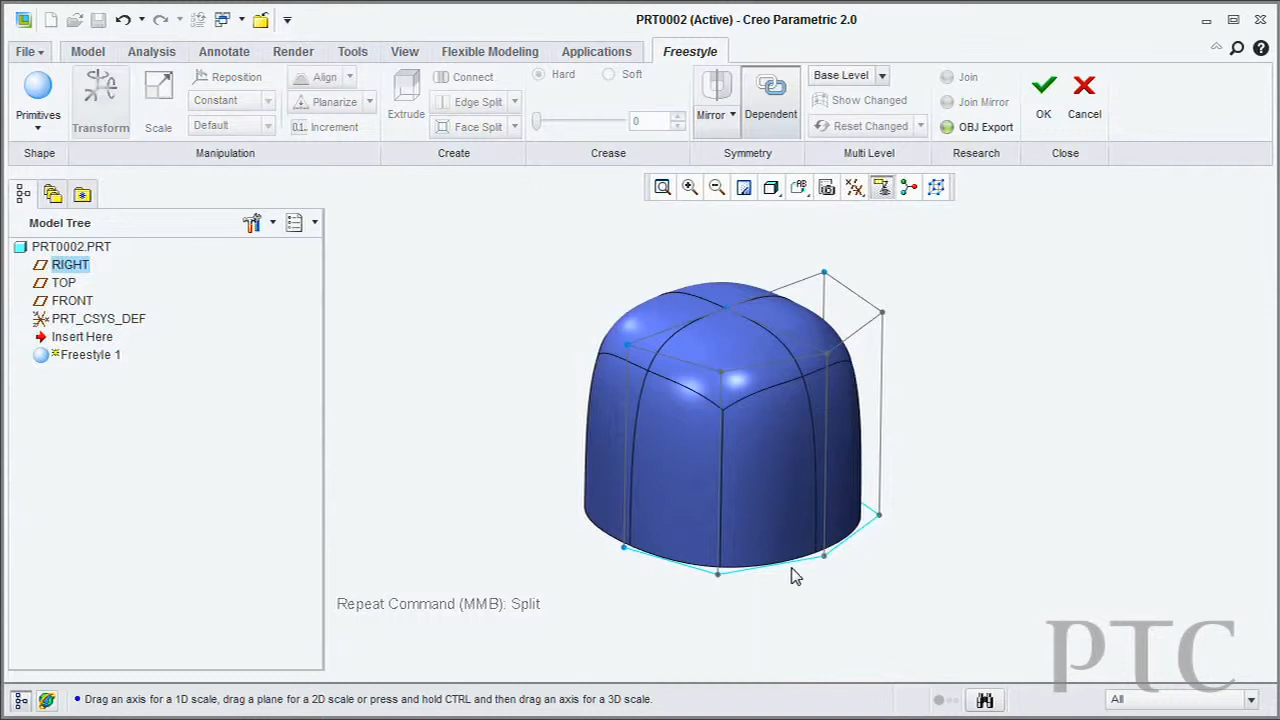 PRT0002 (Active) - Creo Parametric 2.0
File Model Analysis Annotate Render Tools View Flexible Modeling Applications Freestyle
Primitives
Transform
Scale
Reposition
Constant
Default
Align
Planarize
Increment
Extrude
Connect
Edge Split
Face Split
Hard Soft
0
Mirror
Dependent
Base Level
Show Changed
Reset Changed
Join
Join Mirror
OBJ Export
OK
Cancel
Shape Manipulation Create Crease Symmetry Multi Level Research Close
Model Tree
PRT0002.PRT
RIGHT
TOP
FRONT
PRT_CSYS_DEF
Insert Here
Freestyle 1
Repeat Command (MMB): Split
PTC
Drag an axis for a 1D scale, drag a plane for a 2D scale or press and hold CTRL and then drag an axis for a 3D scale.
All